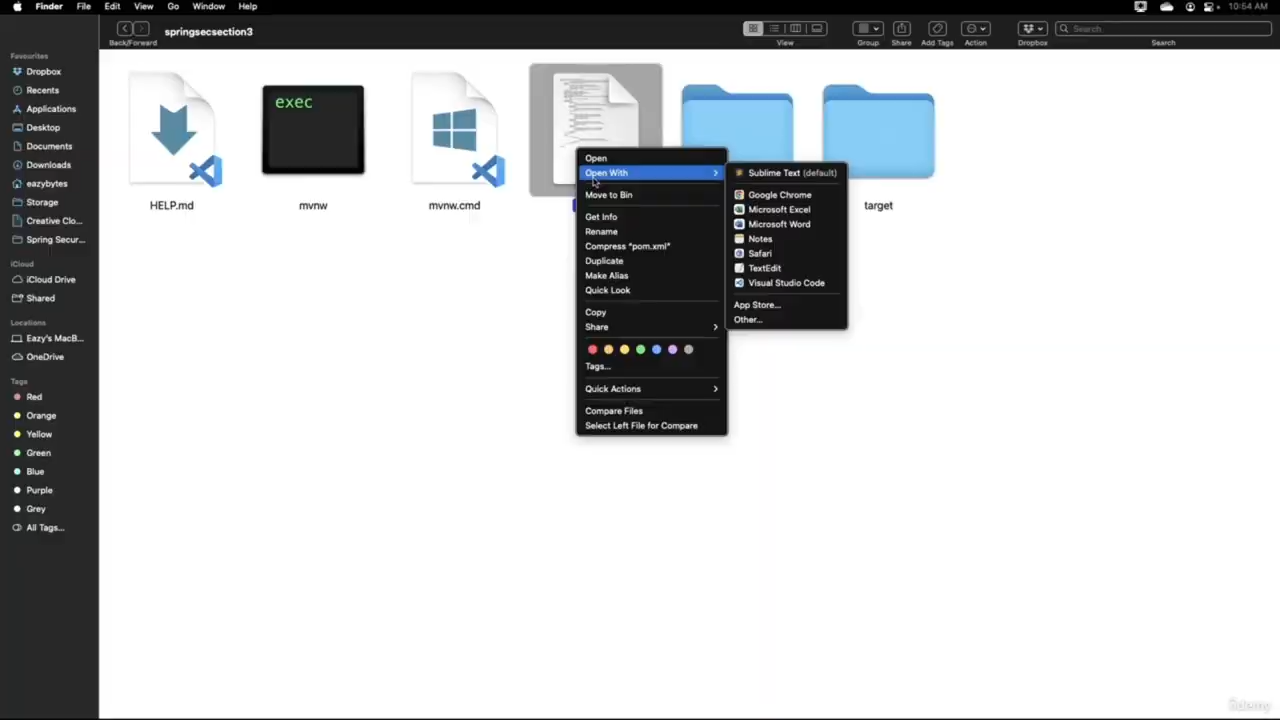 Finder File Edit View Go Window Help 10:54 AM
springsecsection3
Search
Back/Forward View Group Share Add Tags Action Dropbox Search
Favourites
Dropbox
Recents
Applications
Desktop
Documents
Downloads
eazybytes
Storage
Creative Clo...
Spring Secur...
iCloud
iCloud Drive
Shared
Locations
Eazy's MacB...
OneDrive
Tags
Red
Orange
Yellow
Green
Blue
Purple
Grey
All Tags...
exec
HELP.md mvnw mvnw.cmd target
Open
Open With
Move to Bin
Get Info
Rename
Compress "pom.xml"
Duplicate
Make Alias
Quick Look
Copy
Share
Tags...
Quick Actions
Compare Files
Select Left File for Compare
Sublime Text (default)
Google Chrome
Microsoft Excel
Microsoft Word
Notes
Safari
TextEdit
Visual Studio Code
App Store...
Other...
ûdemy